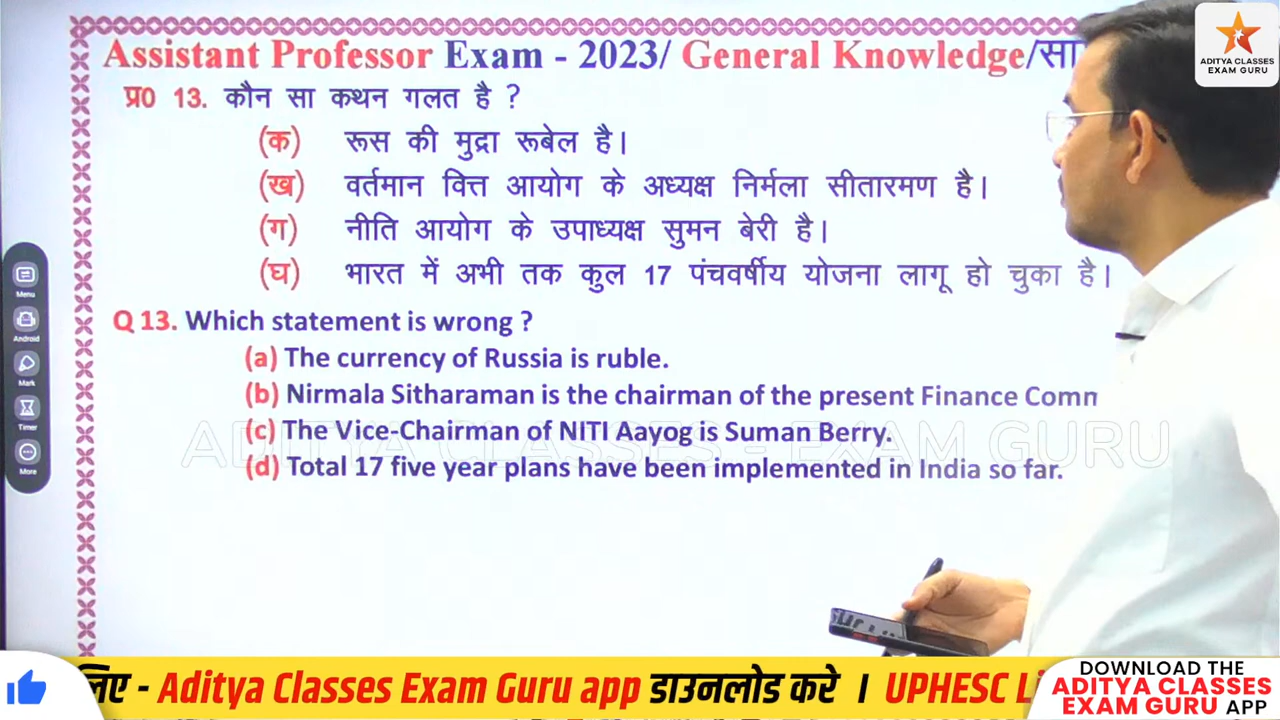 Assistant Professor Exam - 2023/ General Knowledge/सा
प्र0 13. कौन सा कथन गलत है ?
(क) रूस की मुद्रा रूबेल है।
(ख) वर्तमान वित्त आयोग के अध्यक्ष निर्मला सीतारमण है।
(ग) नीति आयोग के उपाध्यक्ष सुमन बेरी है।
(घ) भारत में अभी तक कुल 17 पंचवर्षीय योजना लागू हो चुका है।
Q 13. Which statement is wrong ?
(a) The currency of Russia is ruble.
(b) Nirmala Sitharaman is the chairman of the present Finance Comm
(c) The Vice-Chairman of NITI Aayog is Suman Berry.
(d) Total 17 five year plans have been implemented in India so far.
ADITYA CLASSES - EXAM GURU
ADITYA CLASSES
EXAM GURU
Menu
Android
Mark
Timer
More
लिए - Aditya Classes Exam Guru app डाउनलोड करे । UPHESC Li
DOWNLOAD THE
ADITYA CLASSES
EXAM GURU APP